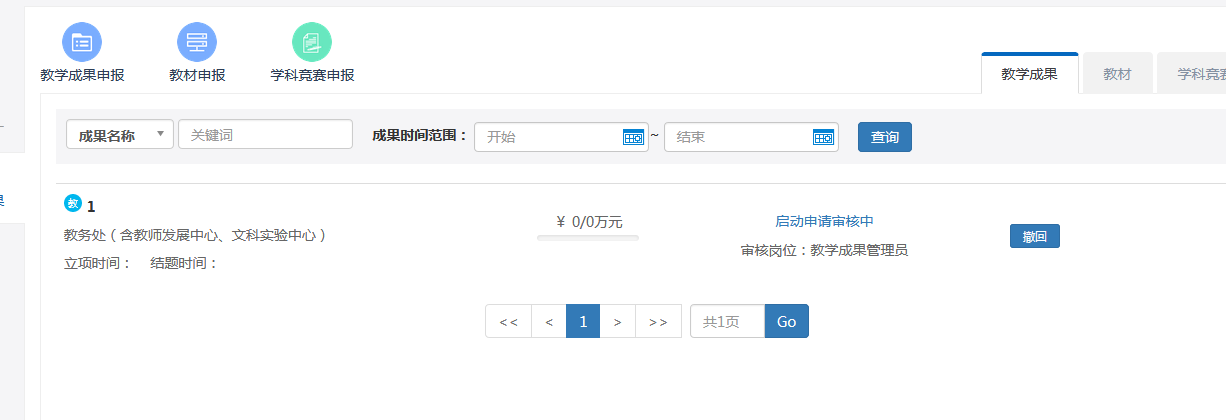 教学成果申报
教材申报
学科竞赛申报
教学成果
教材
学科竞赛
成果名称
关键词
成果时间范围：
开始
~
结束
查询
教 1
¥ 0/0万元
启动申请审核中
教务处（含教师发展中心、文科实验中心）
撤回
审核岗位：教学成果管理员
立项时间： 结题时间：
<< < 1 > >> 共1页 Go